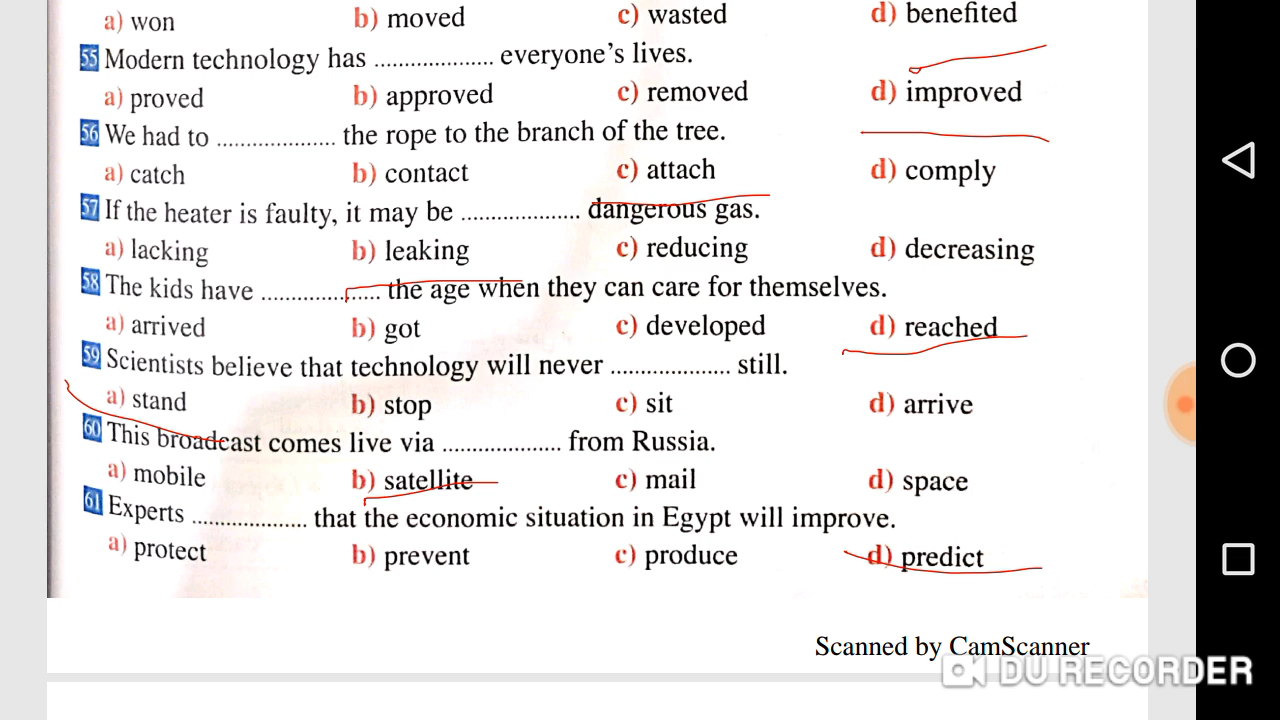 a) won b) moved c) wasted d) benefited
55 Modern technology has .................... everyone's lives.
a) proved b) approved c) removed d) improved
56 We had to .................... the rope to the branch of the tree.
a) catch b) contact c) attach d) comply
57 If the heater is faulty, it may be .................... dangerous gas.
a) lacking b) leaking c) reducing d) decreasing
58 The kids have .................... the age when they can care for themselves.
a) arrived b) got c) developed d) reached
59 Scientists believe that technology will never .................... still.
a) stand b) stop c) sit d) arrive
60 This broadcast comes live via .................... from Russia.
a) mobile b) satellite c) mail d) space
61 Experts .................... that the economic situation in Egypt will improve.
a) protect b) prevent c) produce d) predict
Scanned by CamScanner
DU RECORDER